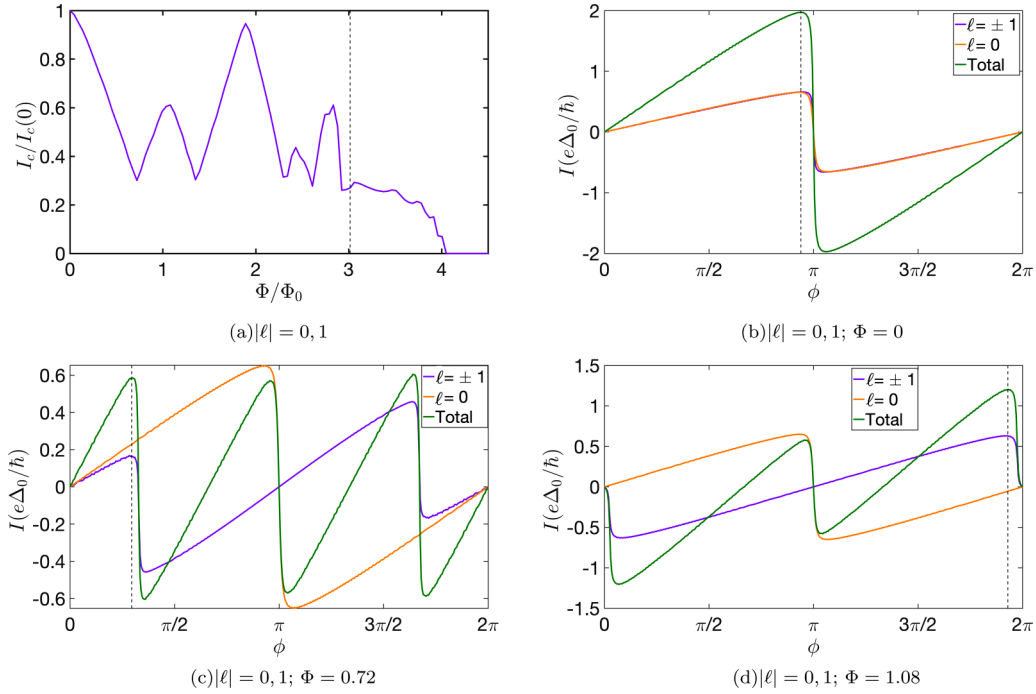 1
0.8
0.6
0.4
0.2
0
I_c/I_c(0)
0 1 2 3 4
Φ/Φ_0
(a)|ℓ| = 0, 1
2
1
0
-1
-2
I(eΔ_0/ħ)
ℓ= ± 1
ℓ= 0
Total
0 π/2 π 3π/2 2π
ϕ
(b)|ℓ| = 0, 1; Φ = 0
0.6
0.4
0.2
0
-0.2
-0.4
-0.6
I(eΔ_0/ħ)
ℓ= ± 1
ℓ= 0
Total
0 π/2 π 3π/2 2π
ϕ
(c)|ℓ| = 0, 1; Φ = 0.72
1.5
1
0.5
0
-0.5
-1
-1.5
I(eΔ_0/ħ)
ℓ= ± 1
ℓ= 0
Total
0 π/2 π 3π/2 2π
ϕ
(d)|ℓ| = 0, 1; Φ = 1.08